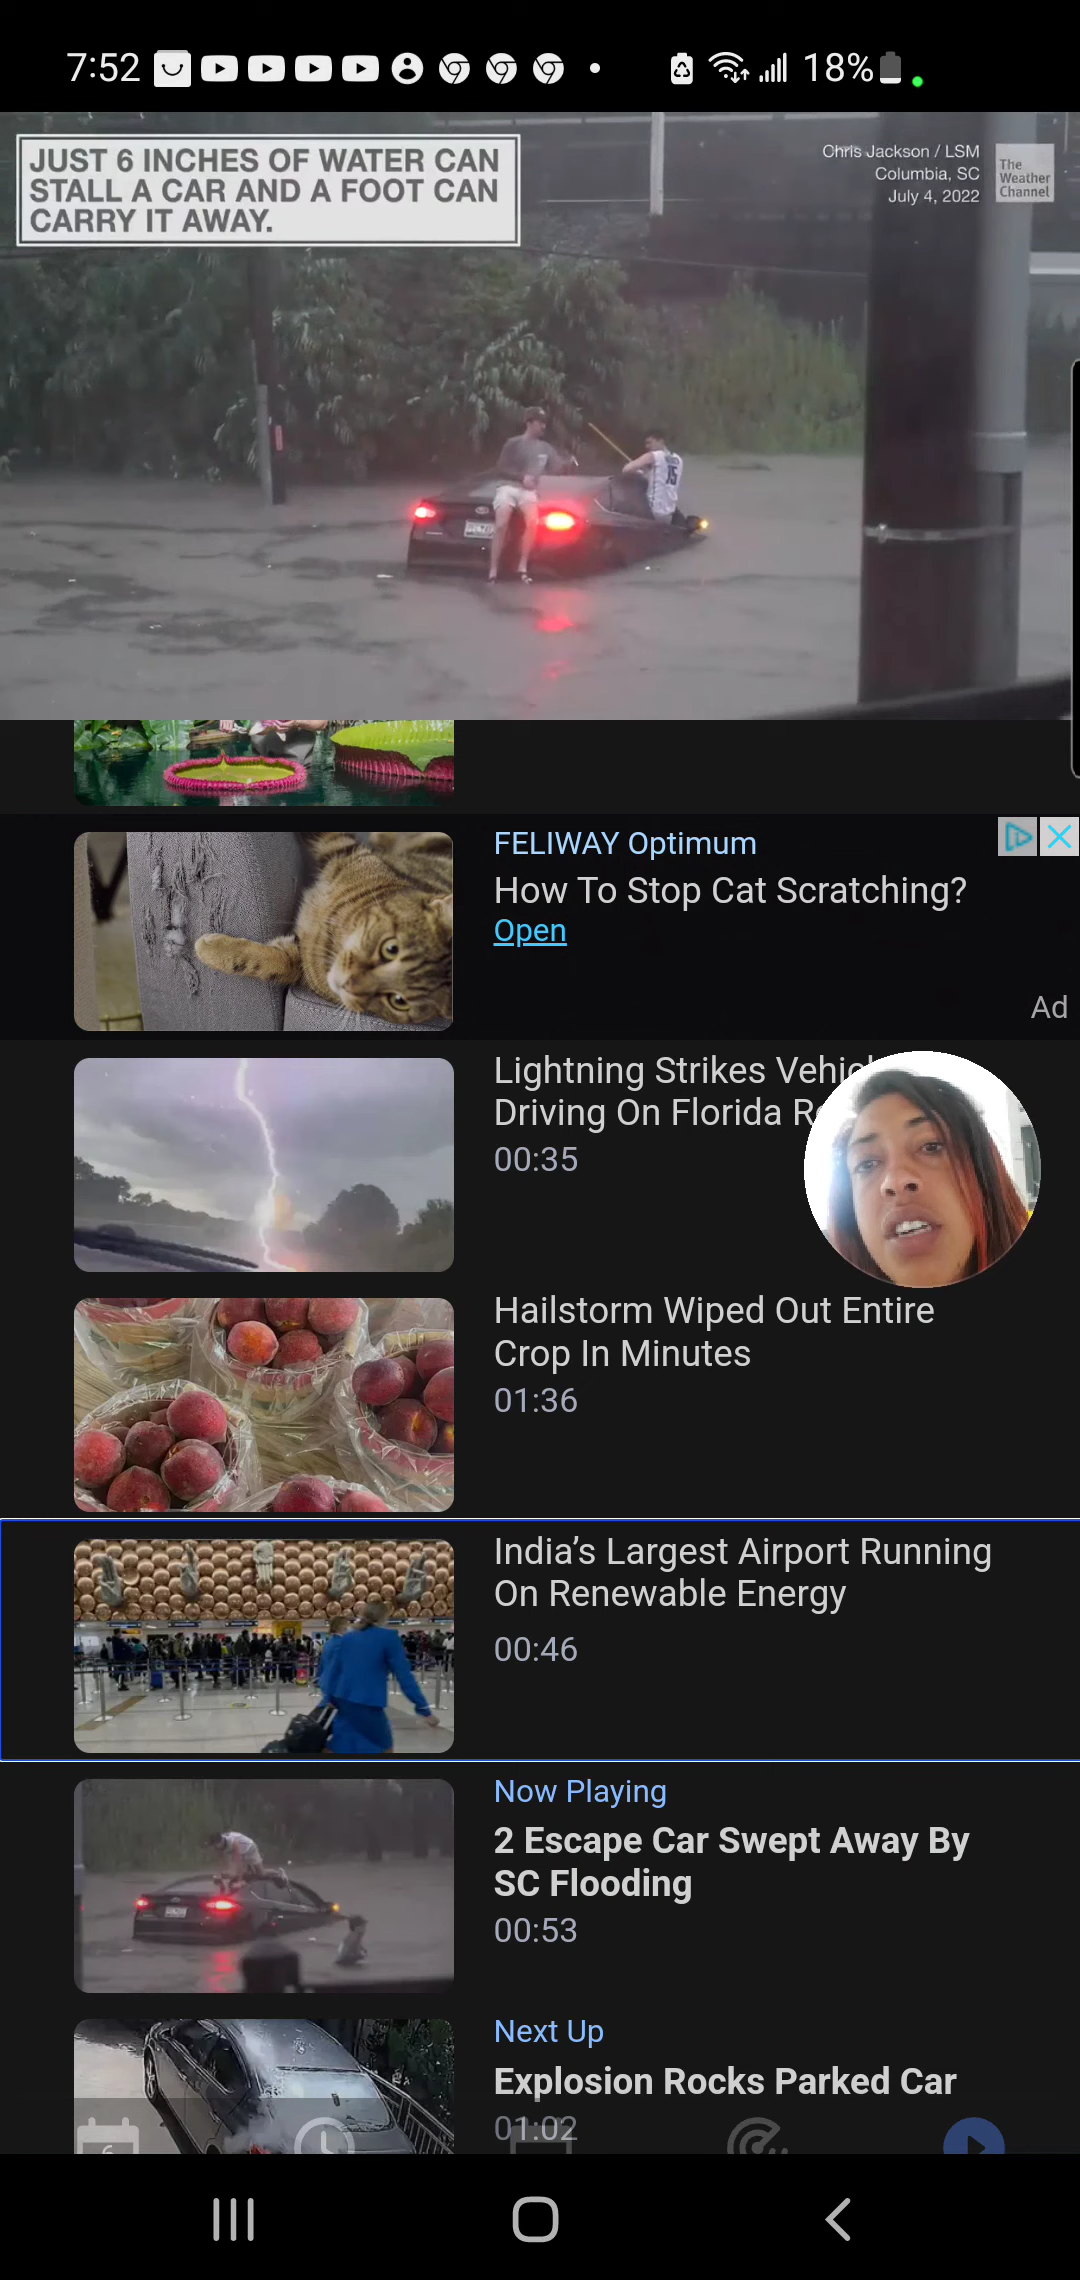 7:52
18%
JUST 6 INCHES OF WATER CAN
STALL A CAR AND A FOOT CAN
CARRY IT AWAY.
Chris Jackson / LSM
Columbia, SC
July 4, 2022
The
Weather
Channel
FELIWAY Optimum
How To Stop Cat Scratching?
Open
Ad
Lightning Strikes
Driving On Florida
00:35
Hailstorm Wiped Out Entire
Crop In Minutes
01:36
India’s Largest Airport Running
On Renewable Energy
00:46
Now Playing
2 Escape Car Swept Away By
SC Flooding
00:53
Next Up
Explosion Rocks Parked Car
01:02